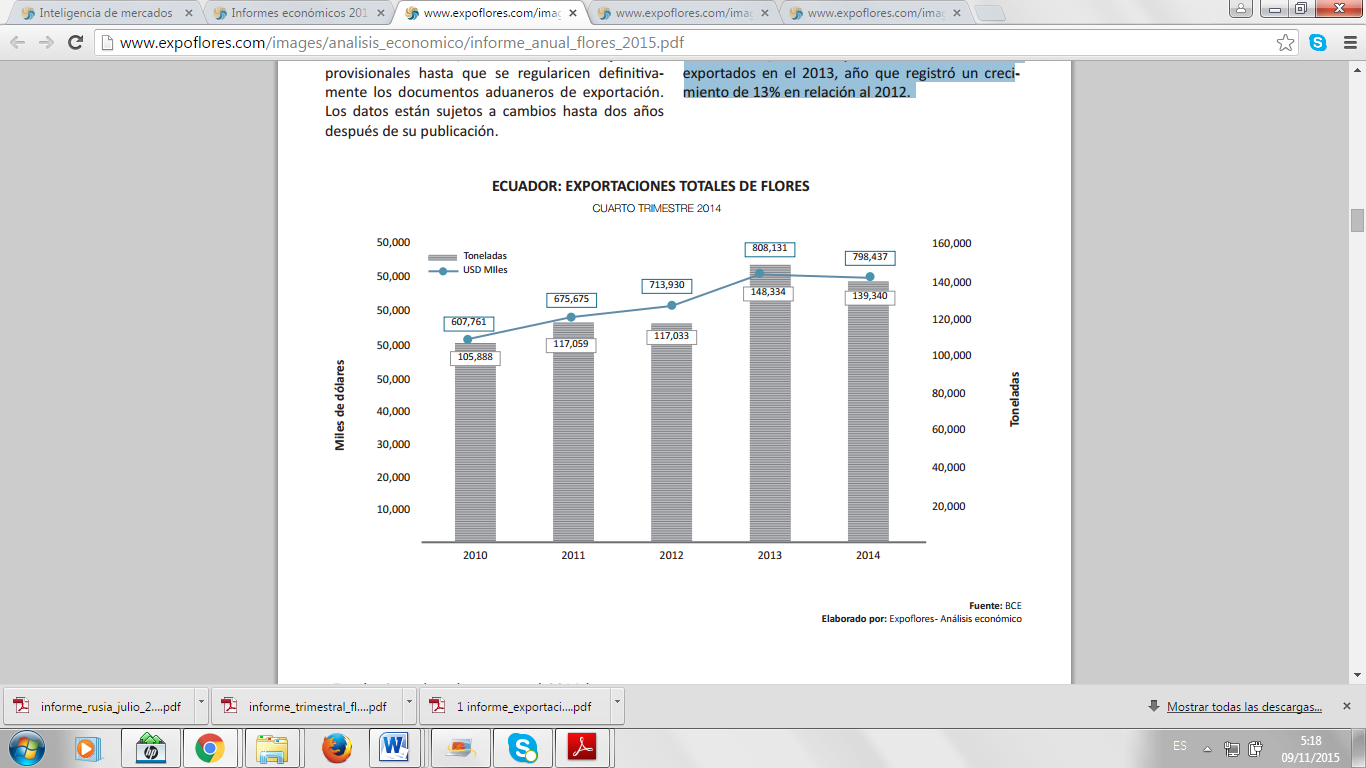 Inteligencia de mercados
Informes económicos 201
www.expoflores.com/ima
www.expoflores.com/imag
www.expoflores.com/imag
www.expoflores.com/images/analisis_economico/informe_anual_flores_2015.pdf
provisionales hasta que se regularicen definitiva-
mente los documentos aduaneros de exportación.
Los datos están sujetos a cambios hasta dos años
después de su publicación.
exportados en el 2013, año que registró un creci-
miento de 13% en relación al 2012.
ECUADOR: EXPORTACIONES TOTALES DE FLORES
CUARTO TRIMESTRE 2014
Toneladas
USD MIles
Miles de dólares
50,000
50,000
50,000
50,000
50,000
40,000
30,000
20,000
10,000
607,761
675,675
713,930
808,131
798,437
105,888
117,059
117,033
148,334
139,340
160,000
140,000
120,000
100,000
80,000
60,000
40,000
20,000
Toneladas
2010
2011
2012
2013
2014
Fuente: BCE
Elaborado por: Expoflores- Análisis económico
informe_rusia_julio_2....pdf
informe_trimestral_fl....pdf
1 informe_exportaci....pdf
Mostrar todas las descargas...
ES
5:18
09/11/2015